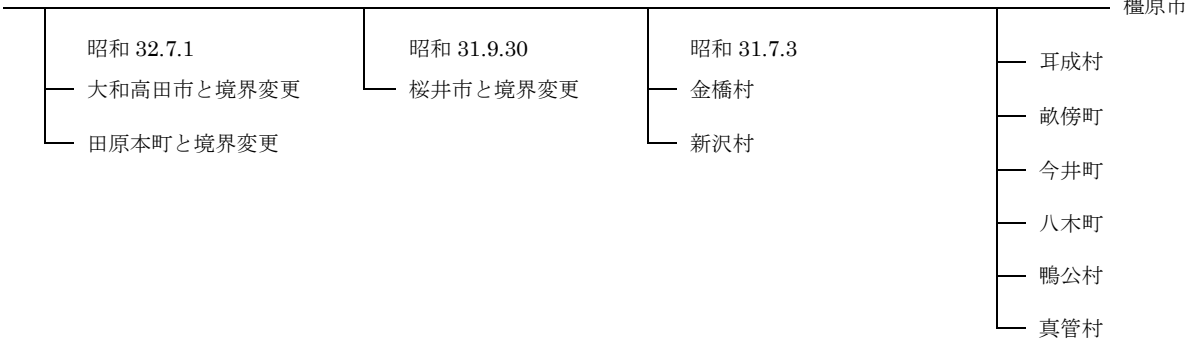 橿原市
昭和 32.7.1
大和高田市と境界変更
田原本町と境界変更
昭和 31.9.30
桜井市と境界変更
昭和 31.7.3
金橋村
新沢村
耳成村
畝傍町
今井町
八木町
鴨公村
真管村